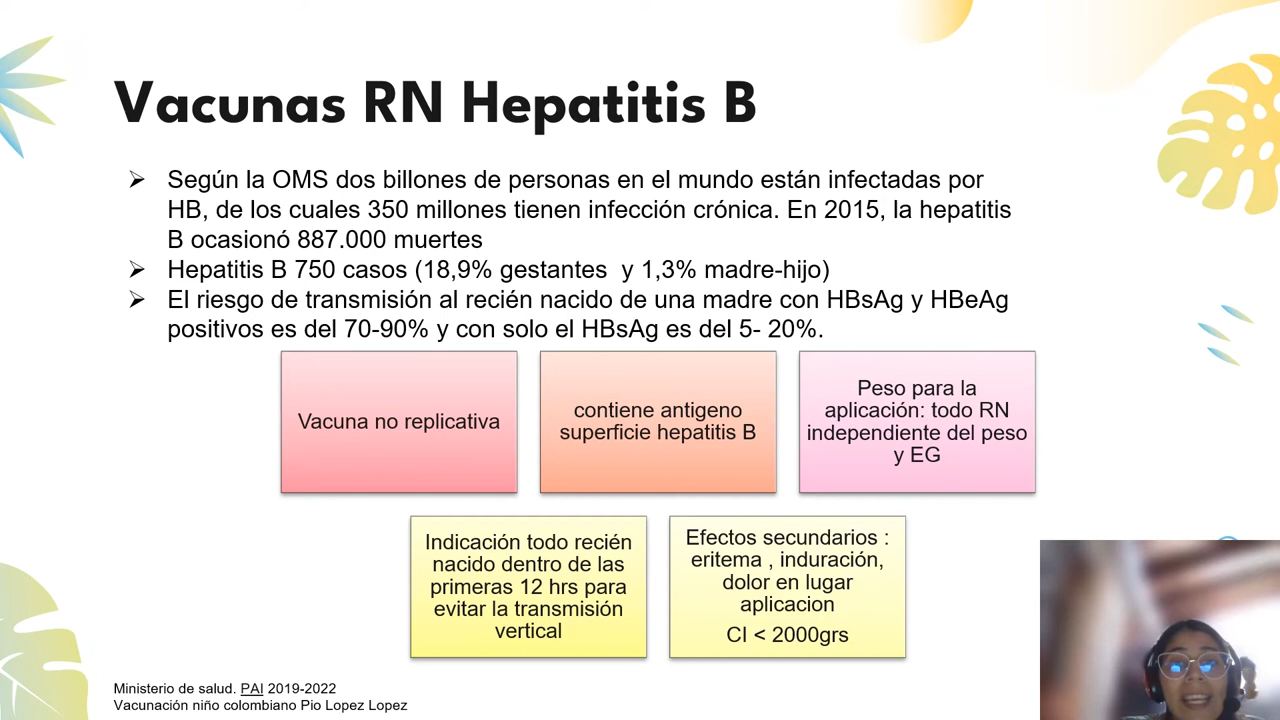 Vacunas RN Hepatitis B
➢ Según la OMS dos billones de personas en el mundo están infectadas por
HB, de los cuales 350 millones tienen infección crónica. En 2015, la hepatitis
B ocasionó 887.000 muertes
➢ Hepatitis B 750 casos (18,9% gestantes y 1,3% madre-hijo)
➢ El riesgo de transmisión al recién nacido de una madre con HBsAg y HBeAg
positivos es del 70-90% y con solo el HBsAg es del 5- 20%.
Vacuna no replicativa
contiene antigeno
superficie hepatitis B
Peso para la
aplicación: todo RN
independiente del peso
y EG
Indicación todo recién
nacido dentro de las
primeras 12 hrs para
evitar la transmisión
vertical
Efectos secundarios :
eritema , induración,
dolor en lugar
aplicacion
CI < 2000grs
Ministerio de salud. PAI 2019-2022
Vacunación niño colombiano Pio Lopez Lopez